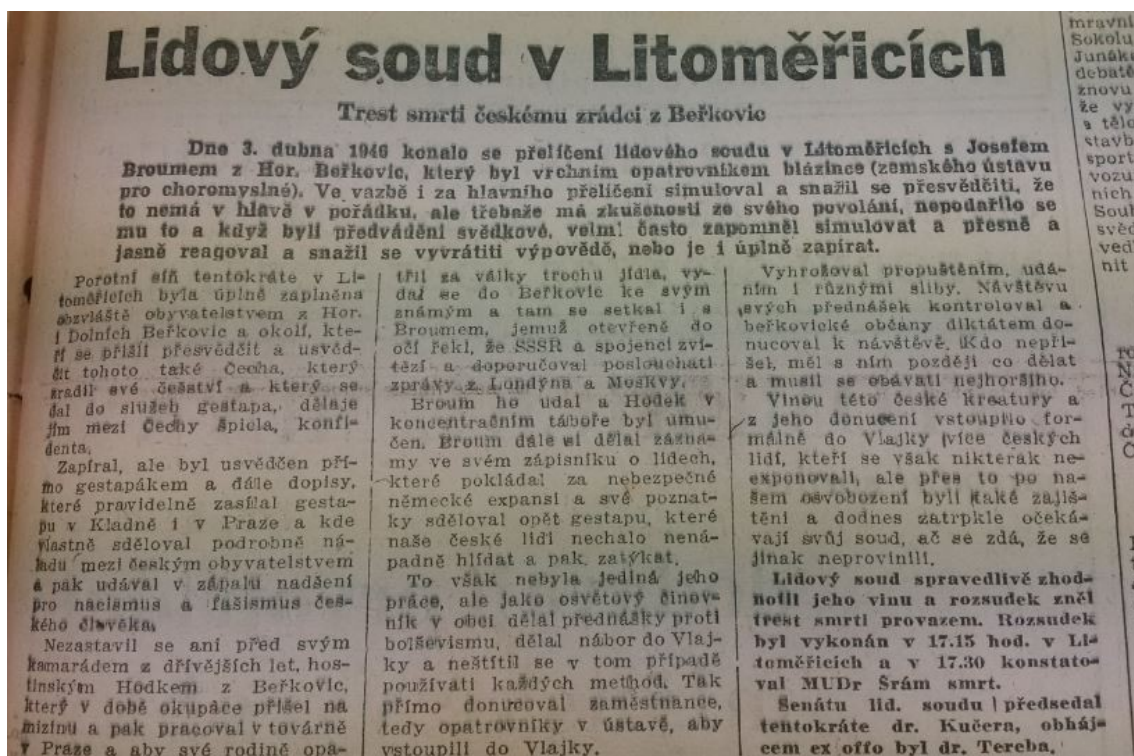 Lidový soud v Litoměřicích
Trest smrti českému zrádci z Beřkovic
Dne 3. dubna 1946 konalo se přelíčení lidového soudu v Litoměřicích s Josefem
Broumem z Hor. Beřkovic, který byl vrchním opatrovníkem blázince (zemského ústavu
pro choromyslné). Ve vazbě i za hlavního přelíčení simuloval a snažil se přesvědčiti, že
to nemá v hlavě v pořádku, ale třebaže má zkušenosti ze svého povolání, nepodařilo se
mu to a když byli předváděni svědkové, velmi často zapomněl simulovat a přesně a
jasně reagoval a snažil se vyvrátiti výpovědě, nebo je i úplně zapírat.
Porotní síň tentokráte v Li-
toměřicích byla úplně zaplněna
obzvláště obyvatelstvem z Hor.
i Dolních Beřkovic a okolí, kte-
ří se přišli přesvědčit a usvěd-
čit tohoto také Čecha, který
zradil své češství a který se
dal do služeb gestapa, dělaje
jim mezi Čechy špicla, konfi-
denta.
Zapíral, ale byl usvědčen pří-
mo gestapákem a dále dopisy,
které pravidelně zasílal gesta-
pu v Kladně i v Praze a kde
vlastně sděloval podrobně ná-
ladu mezi českým obyvatelstvem
a pak udával v zápalu nadšení
pro nacismus a fašismus čes-
kého člověka.
Nezastavil se ani před svým
kamarádem z dřívějších let, hos-
tinským Hodkem z Beřkovic,
který v době okupace přišel na
mizinu a pak pracoval v továrně
v Praze a aby své rodině opa-
třil za války trochu jídla, vy-
dal se do Beřkovic ke svým
známým a tam se setkal i s
Broumem, jemuž otevřeně do
očí řekl, že SSSR a spojenci zví-
tězí a doporučoval poslouchati
zprávy z Londýna a Moskvy.
Broum ho udal a Hodek v
koncentračním táboře byl umu-
čen. Broum dále si dělal zázna-
my ve svém zápisníku o lidech,
které pokládal za nebezpečné
německé expansi a své poznat-
ky sděloval opět gestapu, které
naše české lidi nechalo nená-
padně hlídat a pak zatýkat.
To však nebyla jediná jeho
práce, ale jako osvětový činov-
ník v obci dělal přednášky proti
bolševismu, dělal nábor do Vlaj-
ky a neštítil se v tom případě
používati každých method. Tak
přímo donucoval zaměstnance,
tedy opatrovníky v ústavě, aby
vstoupili do Vlajky.
Vyhrožoval propuštěním, udá-
ním i různými sliby. Návštěvu
svých přednášek kontroloval a
beřkovické občany diktátem do-
nucoval k návštěvě. Kdo nepři-
šel, měl s ním později co dělat
a musil se obávati nejhoršího.
Vinou této české kreatury a
z jeho donucení vstoupilo for-
málně do Vlajky více českých
lidí, kteří se však nikterak ne-
exponovali, ale přes to po na-
šem osvobození byli také zajiš-
těni a dodnes zatrpkle očeká-
vají svůj soud, ač se zdá, že se
jinak neprovinili.
Lidový soud spravedlivě zhod-
notil jeho vinu a rozsudek zněl
trest smrti provazem. Rozsudek
byl vykonán v 17.15 hod. v Li-
toměřicích a v 17.30 konstato-
val MUDr Šrám smrt.
Senátu lid. soudu předsedal
tentokráte dr. Kučera, obháj-
cem ex offo byl dr. Tereba.
mravní
Sokolu
Junáku
debatě
znovu
že vy
s tělo
stavb
sport
vozu
ních
Soul
svěd
ved
nit